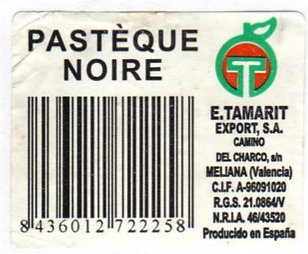 PASTÈQUE
NOIRE
8 436012 722258
T
E.TAMARIT
EXPORT, S.A.
CAMINO
DEL CHARCO, s/n
MELIANA (Valencia)
C.I.F. A-96091020
R.G.S. 21.0864/V
N.R.I.A. 46/43520
Producido en España